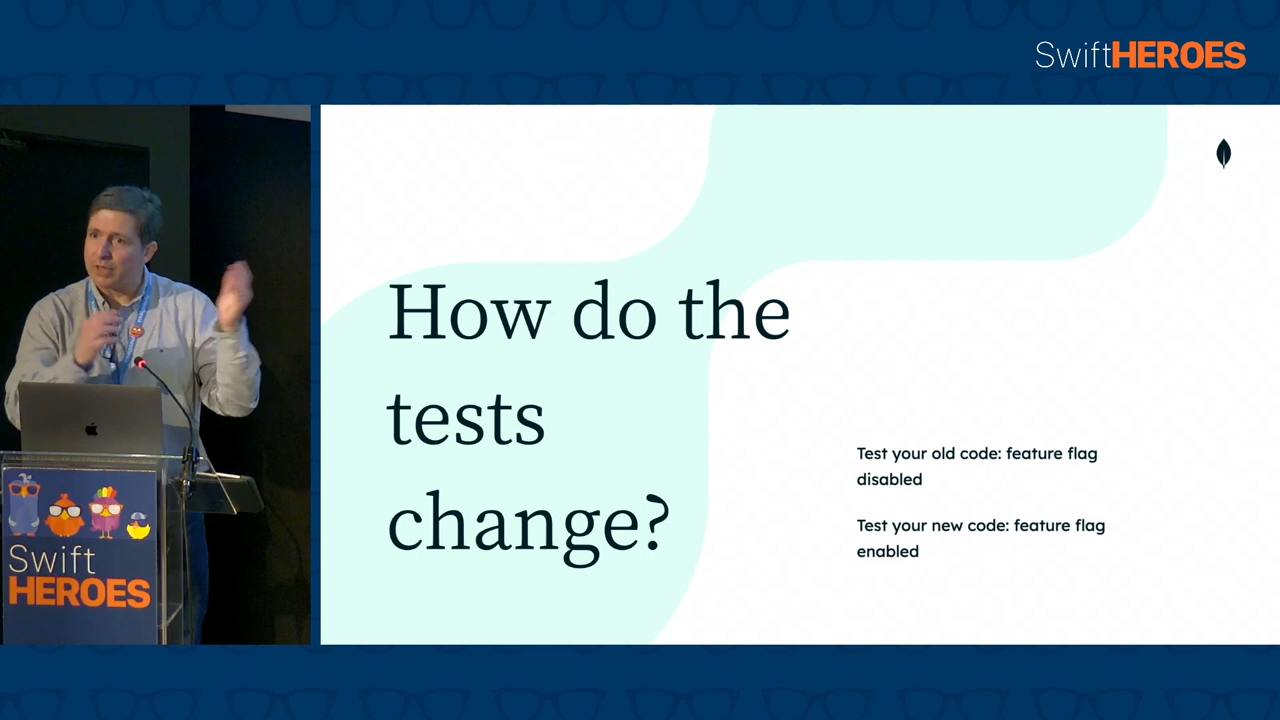 SwiftHEROES
How do the
tests
change?
Test your old code: feature flag
disabled
Test your new code: feature flag
enabled
Swift
HEROES